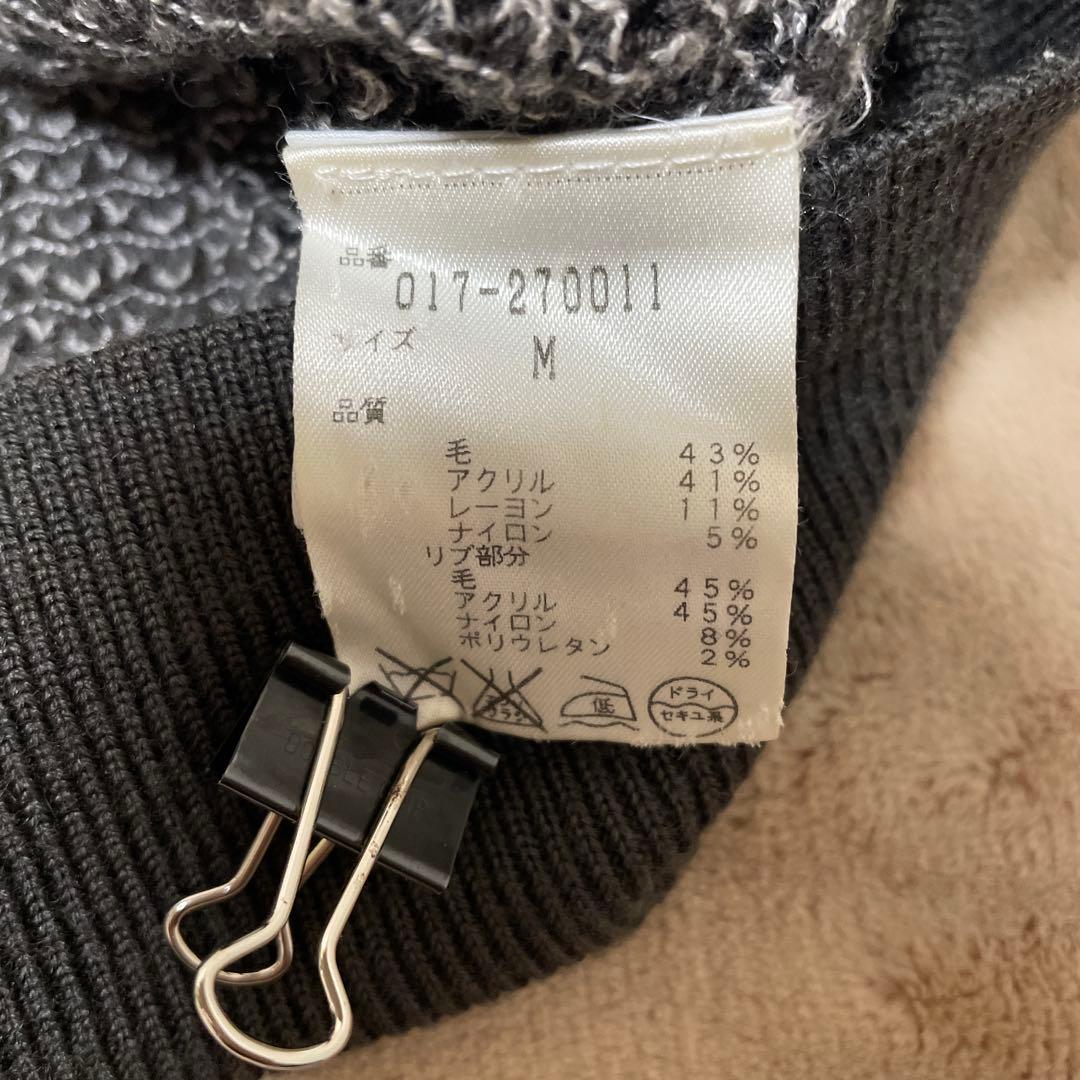 品番
017-270011
サイズ M
品質
毛 43%
アクリル 41%
レーヨン 11%
ナイロン 5%
リブ部分
毛 45%
アクリル 45%
ナイロン 8%
ポリウレタン 2%
低
ドライ
セキユ系